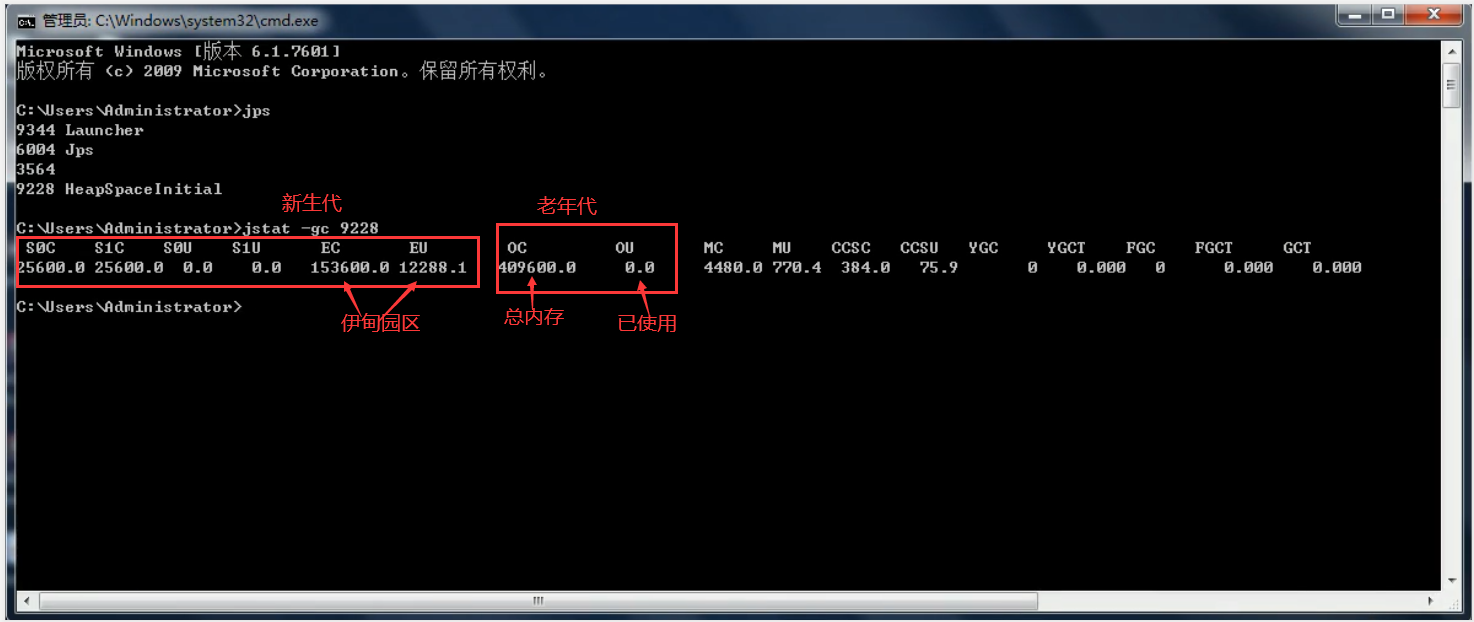 管理员: C:\Windows\system32\cmd.exe
Microsoft Windows [版本 6.1.7601]
版权所有 (c) 2009 Microsoft Corporation。保留所有权利。
C:\Users\Administrator>jps
9344 Launcher
6004 Jps
3564
9228 HeapSpaceInitial
新生代 老年代
C:\Users\Administrator>jstat -gc 9228
S0C S1C S0U S1U EC EU OC OU MC MU CCSC CCSU YGC YGCT FGC FGCT GCT
25600.0 25600.0 0.0 0.0 153600.0 12288.1 409600.0 0.0 4480.0 770.4 384.0 75.9 0 0.000 0 0.000 0.000
C:\Users\Administrator>
伊甸园区 总内存 已使用